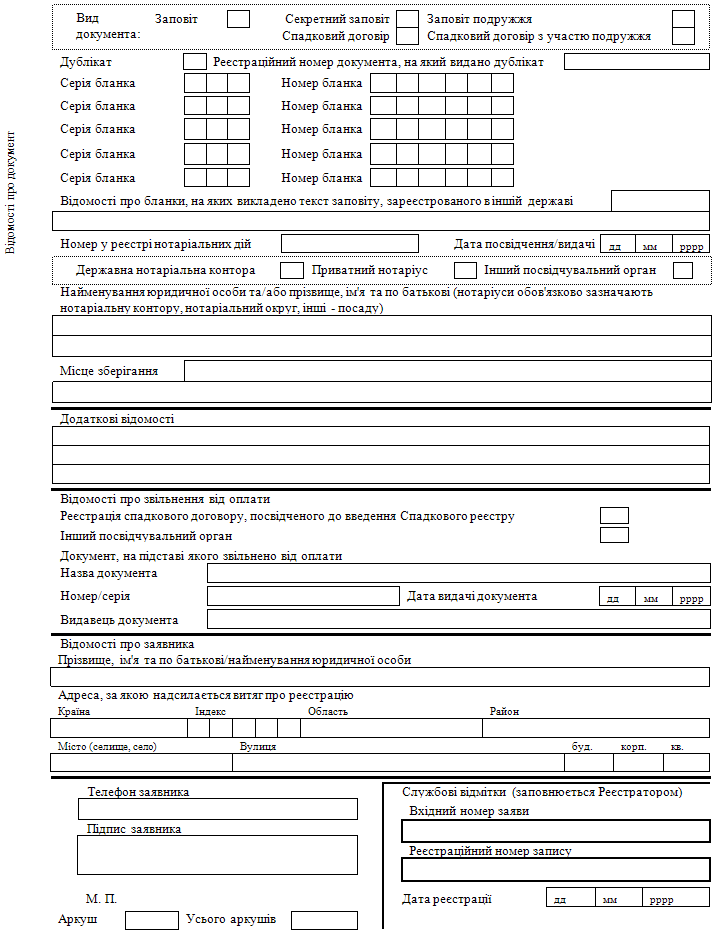 Вид
документа:
Заповіт
Секретний заповіт
Заповіт подружжя
Спадковий договір
Спадковий договір з участю подружжя
Дублікат
Реєстраційний номер документа, на який видано дублікат
Серія бланка
Номер бланка
Серія бланка
Номер бланка
Серія бланка
Номер бланка
Серія бланка
Номер бланка
Серія бланка
Номер бланка
Відомості про документ
Відомості про бланки, на яких викладено текст заповіту, зареєстрованого в іншій державі
Номер у реєстрі нотаріальних дій
Дата посвідчення/видачі
дд мм рррр
Державна нотаріальна контора
Приватний нотаріус
Інший посвідчувальний орган
Найменування юридичної особи та/або прізвище, ім'я та по батькові (нотаріуси обов'язково зазначають
нотаріальну контору, нотаріальний округ, інші - посаду)
Місце зберігання
Додаткові відомості
Відомості про звільнення від оплати
Реєстрація спадкового договору, посвідченого до введення Спадкового реєстру
Інший посвідчувальний орган
Документ, на підставі якого звільнено від оплати
Назва документа
Номер/серія
Дата видачі документа
дд мм рррр
Видавець документа
Відомості про заявника
Прізвище, ім'я та по батькові/найменування юридичної особи
Адреса, за якою надсилається витяг про реєстрацію
Країна
Індекс
Область
Район
Місто (селище, село)
Вулиця
буд.
корп.
кв.
Телефон заявника
Підпис заявника
М. П.
Аркуш
Усього аркушів
Службові відмітки (заповнюється Реєстратором)
Вхідний номер заяви
Реєстраційний номер запису
Дата реєстрації
дд мм рррр